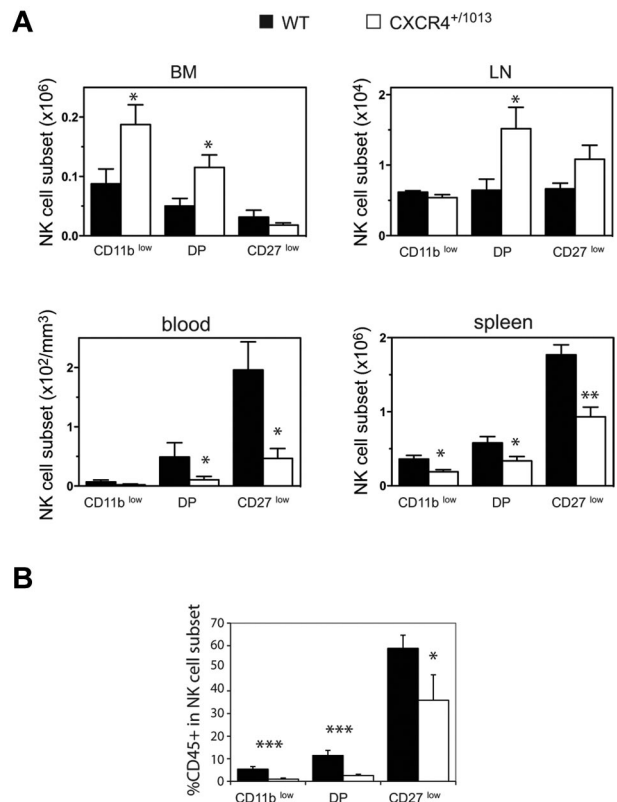 A
WT CXCR4+/1013
BM
NK cell subset (x10⁶)
0.2
0.1
0.0
*
*
CD11b low DP CD27 low
LN
NK cell subset (x10⁴)
2
1
0
*
CD11b low DP CD27 low
blood
NK cell subset (x10²/mm³)
2
1
0
*
*
CD11b low DP CD27 low
spleen
NK cell subset (x10⁶)
2
1
0
*
*
**
CD11b low DP CD27 low
B
%CD45+ in NK cell subset
70
60
50
40
30
20
10
0
***
***
*
CD11b low DP CD27 low